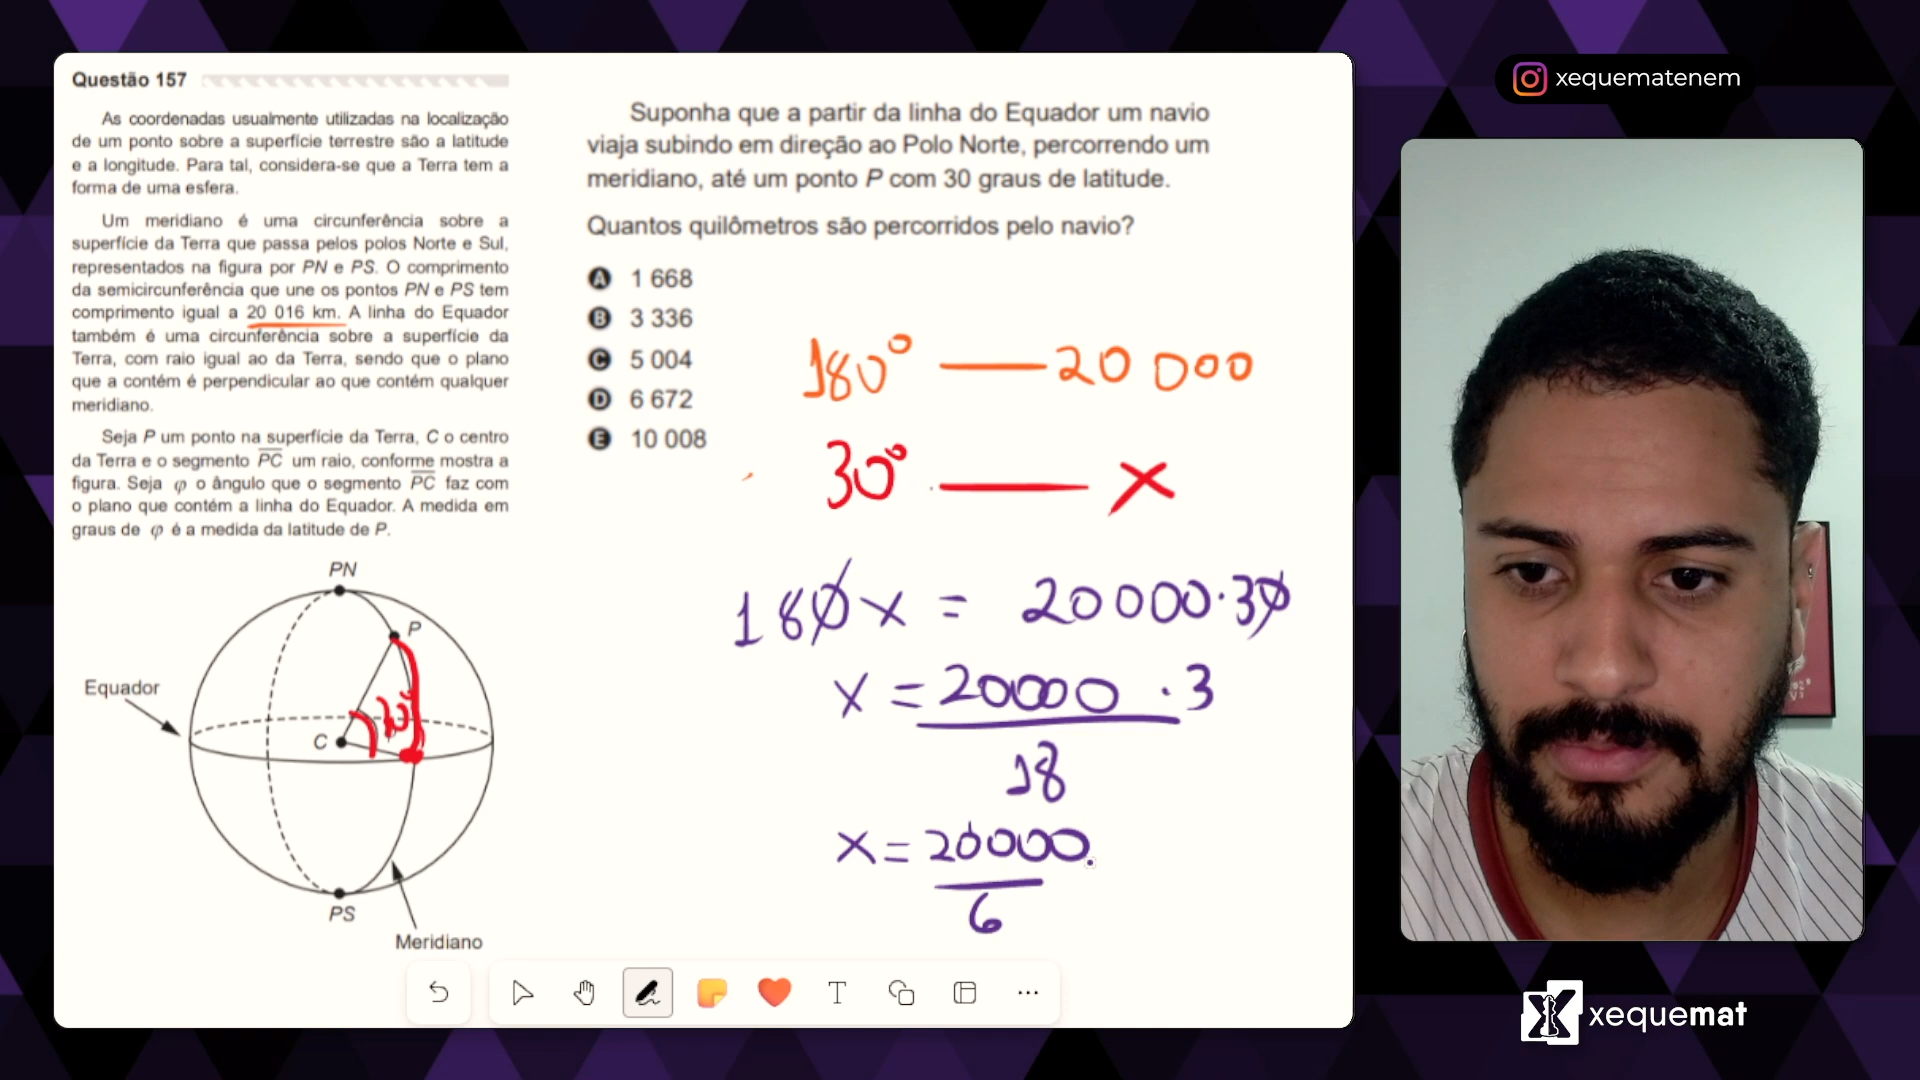 Questão 157
As coordenadas usualmente utilizadas na localização
de um ponto sobre a superfície terrestre são a latitude
e a longitude. Para tal, considera-se que a Terra tem a
forma de uma esfera.
Um meridiano é uma circunferência sobre a
superfície da Terra que passa pelos polos Norte e Sul,
representados na figura por PN e PS. O comprimento
da semicircunferência que une os pontos PN e PS tem
comprimento igual a 20 016 km. A linha do Equador
também é uma circunferência sobre a superfície da
Terra, com raio igual ao da Terra, sendo que o plano
que a contém é perpendicular ao que contém qualquer
meridiano.
Seja P um ponto na superfície da Terra, C o centro
da Terra e o segmento PC um raio, conforme mostra a
figura. Seja φ o ângulo que o segmento PC faz com
o plano que contém a linha do Equador. A medida em
graus de φ é a medida da latitude de P.
PN
P
Equador
C
30°
PS
Meridiano
Suponha que a partir da linha do Equador um navio
viaja subindo em direção ao Polo Norte, percorrendo um
meridiano, até um ponto P com 30 graus de latitude.
Quantos quilômetros são percorridos pelo navio?
A 1 668
B 3 336
C 5 004
D 6 672
E 10 008
180° — 20 000
30° — x
180x = 20000·30
x = 20000 · 3
18
x = 20000.
6
T
xequematenem
xequemat